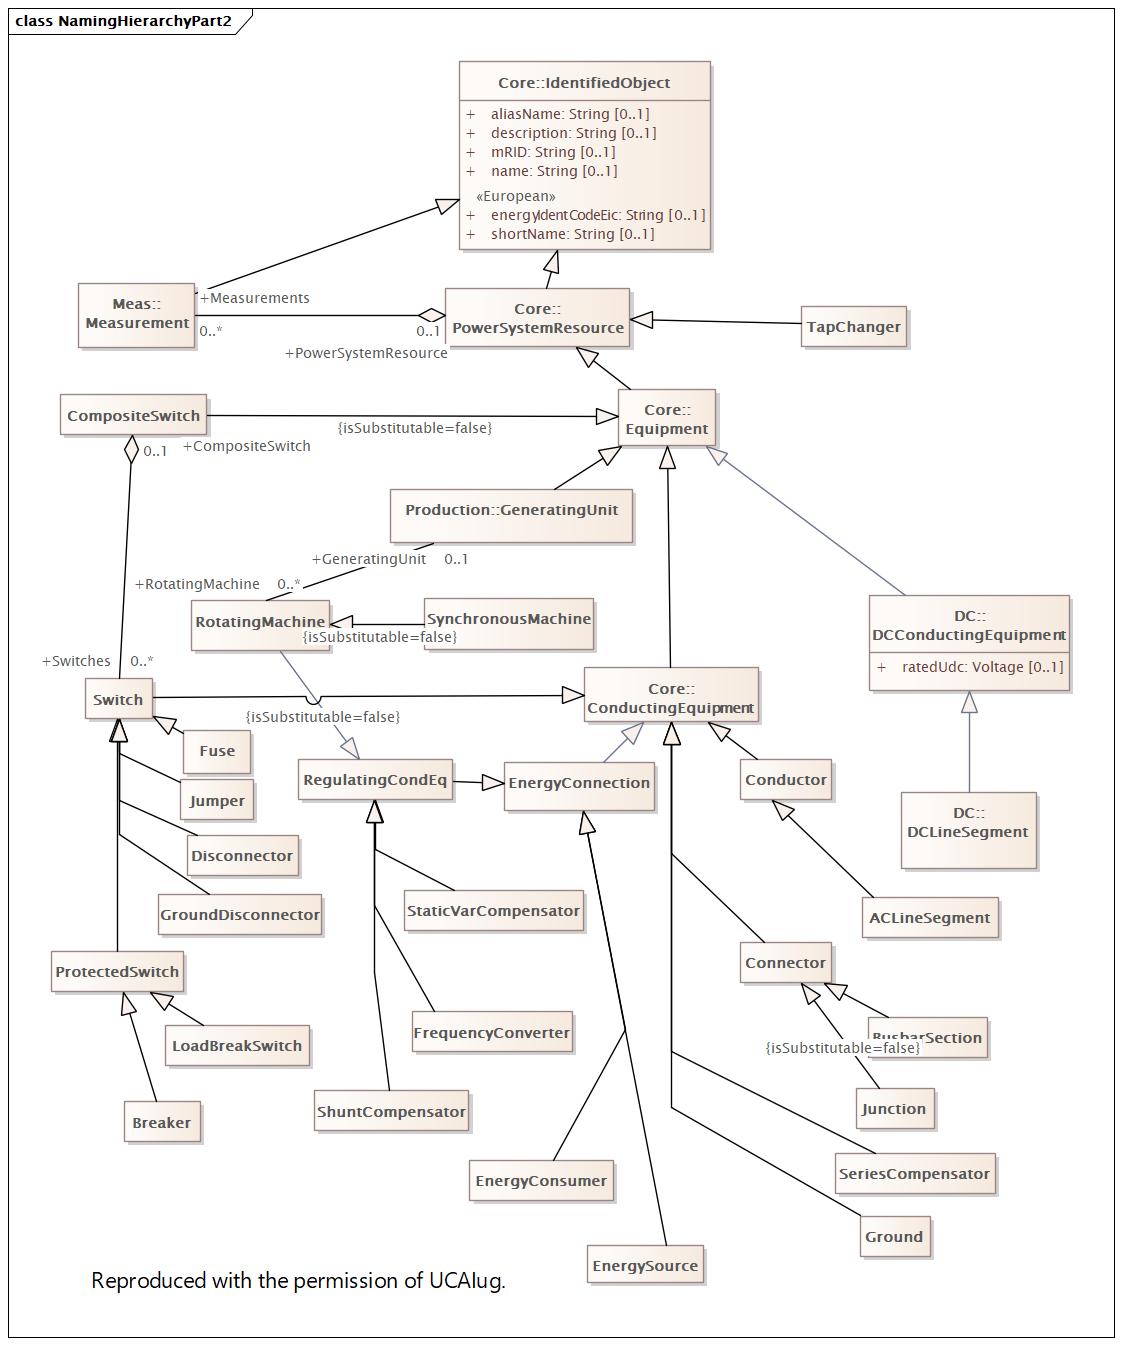 class NamingHierarchyPart2
Core::IdentifiedObject
+ aliasName: String [0..1]
+ description: String [0..1]
+ mRID: String [0..1]
+ name: String [0..1]
«European»
+ energyIdentCodeEic: String [0..1]
+ shortName: String [0..1]
Meas::
Measurement
+Measurements
0..*
0..1
+PowerSystemResource
Core::
PowerSystemResource
TapChanger
CompositeSwitch
{isSubstitutable=false}
0..1
+CompositeSwitch
Core::
Equipment
Production::GeneratingUnit
+GeneratingUnit 0..1
+RotatingMachine 0..*
RotatingMachine
SynchronousMachine
{isSubstitutable=false}
DC::
DCConductingEquipment
+ ratedUdc: Voltage [0..1]
+Switches 0..*
Switch
Core::
ConductingEquipment
{isSubstitutable=false}
Fuse
Jumper
Disconnector
GroundDisconnector
RegulatingCondEq
EnergyConnection
Conductor
DC::
DCLineSegment
StaticVarCompensator
ACLineSegment
ProtectedSwitch
Connector
LoadBreakSwitch
FrequencyConverter
BusbarSection
{isSubstitutable=false}
Breaker
ShuntCompensator
Junction
EnergyConsumer
SeriesCompensator
Ground
EnergySource
Reproduced with the permission of UCAIug.